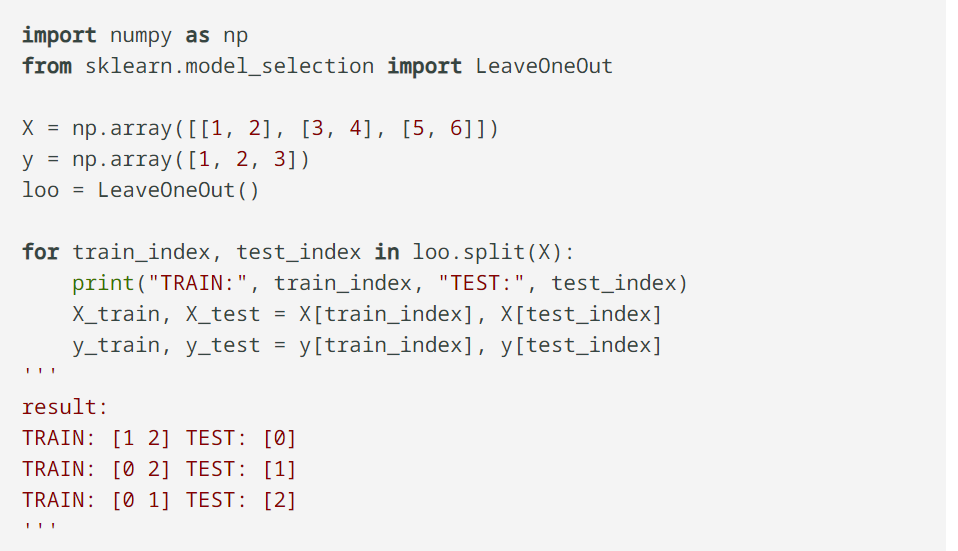 import numpy as np
from sklearn.model_selection import LeaveOneOut
X = np.array([[1, 2], [3, 4], [5, 6]])
y = np.array([1, 2, 3])
loo = LeaveOneOut()
for train_index, test_index in loo.split(X):
    print("TRAIN:", train_index, "TEST:", test_index)
    X_train, X_test = X[train_index], X[test_index]
    y_train, y_test = y[train_index], y[test_index]
'''
result:
TRAIN: [1 2] TEST: [0]
TRAIN: [0 2] TEST: [1]
TRAIN: [0 1] TEST: [2]
'''